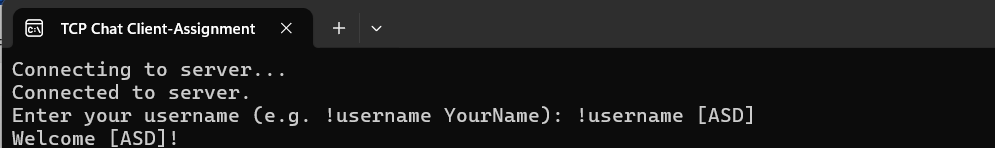 TCP Chat Client-Assignment
Connecting to server...
Connected to server.
Enter your username (e.g. !username YourName): !username [ASD]
Welcome [ASD]!